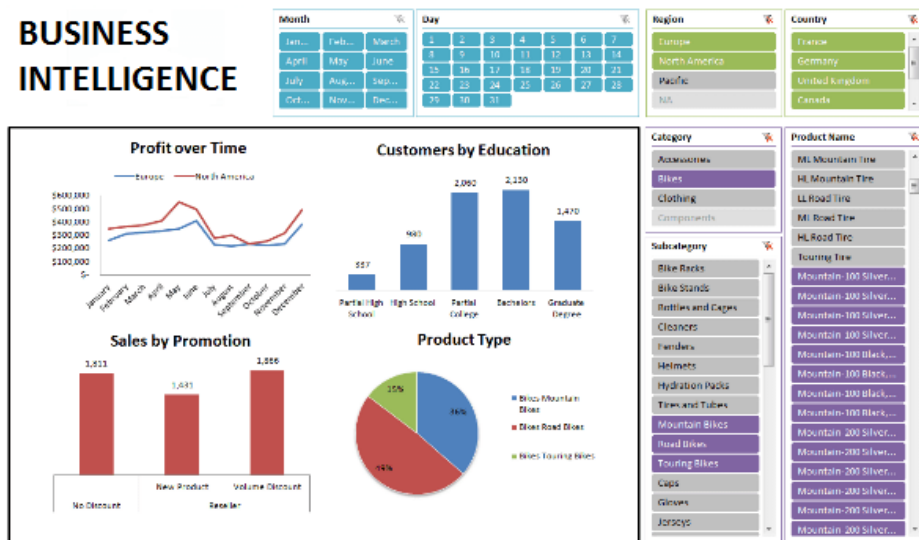 BUSINESS
INTELLIGENCE
Month
Jan... Feb... March
April May June
July Aug... Sep...
Oct... Nov... Dec...
Day
1 2 3 4 5 6 7
8 9 10 11 12 13 14
15 16 17 18 19 20 21
22 23 24 25 26 27 28
29 30 31
Region
Europe
North America
Pacific
NA
Country
France
Germany
United Kingdom
Canada
Profit over Time
Europe North America
$600,000
$500,000
$400,000
$300,000
$200,000
$100,000
$-
January February March April May June July August September October November December
Customers by Education
2,060
1,470
Partial High School
High School
Partial College
Bachelors
Graduate Degree
Sales by Promotion
New Product Volume Discount
No Discount Reseller
Product Type
36%
15%
Bikes Mountain
Bikes
Bikes Road Bikes
Bikes Touring Bikes
Category
Accessories
Bikes
Clothing
Components
Subcategory
Bike Racks
Bike Stands
Bottles and Cages
Cleaners
Fenders
Helmets
Hydration Packs
Tires and Tubes
Mountain Bikes
Road Bikes
Touring Bikes
Caps
Gloves
Jerseys
Product Name
ML Mountain Tire
HL Mountain Tire
LL Road Tire
ML Road Tire
HL Road Tire
Touring Tire
Mountain-100 Silver...
Mountain-100 Silver...
Mountain-100 Silver...
Mountain-100 Silver...
Mountain-100 Black,...
Mountain-100 Black,...
Mountain-100 Black,...
Mountain-100 Black,...
Mountain-200 Silver...
Mountain-200 Silver...
Mountain-200 Silver...
Mountain-200 Silver...
Mountain-200 Silver...
Mountain-200 Silver...